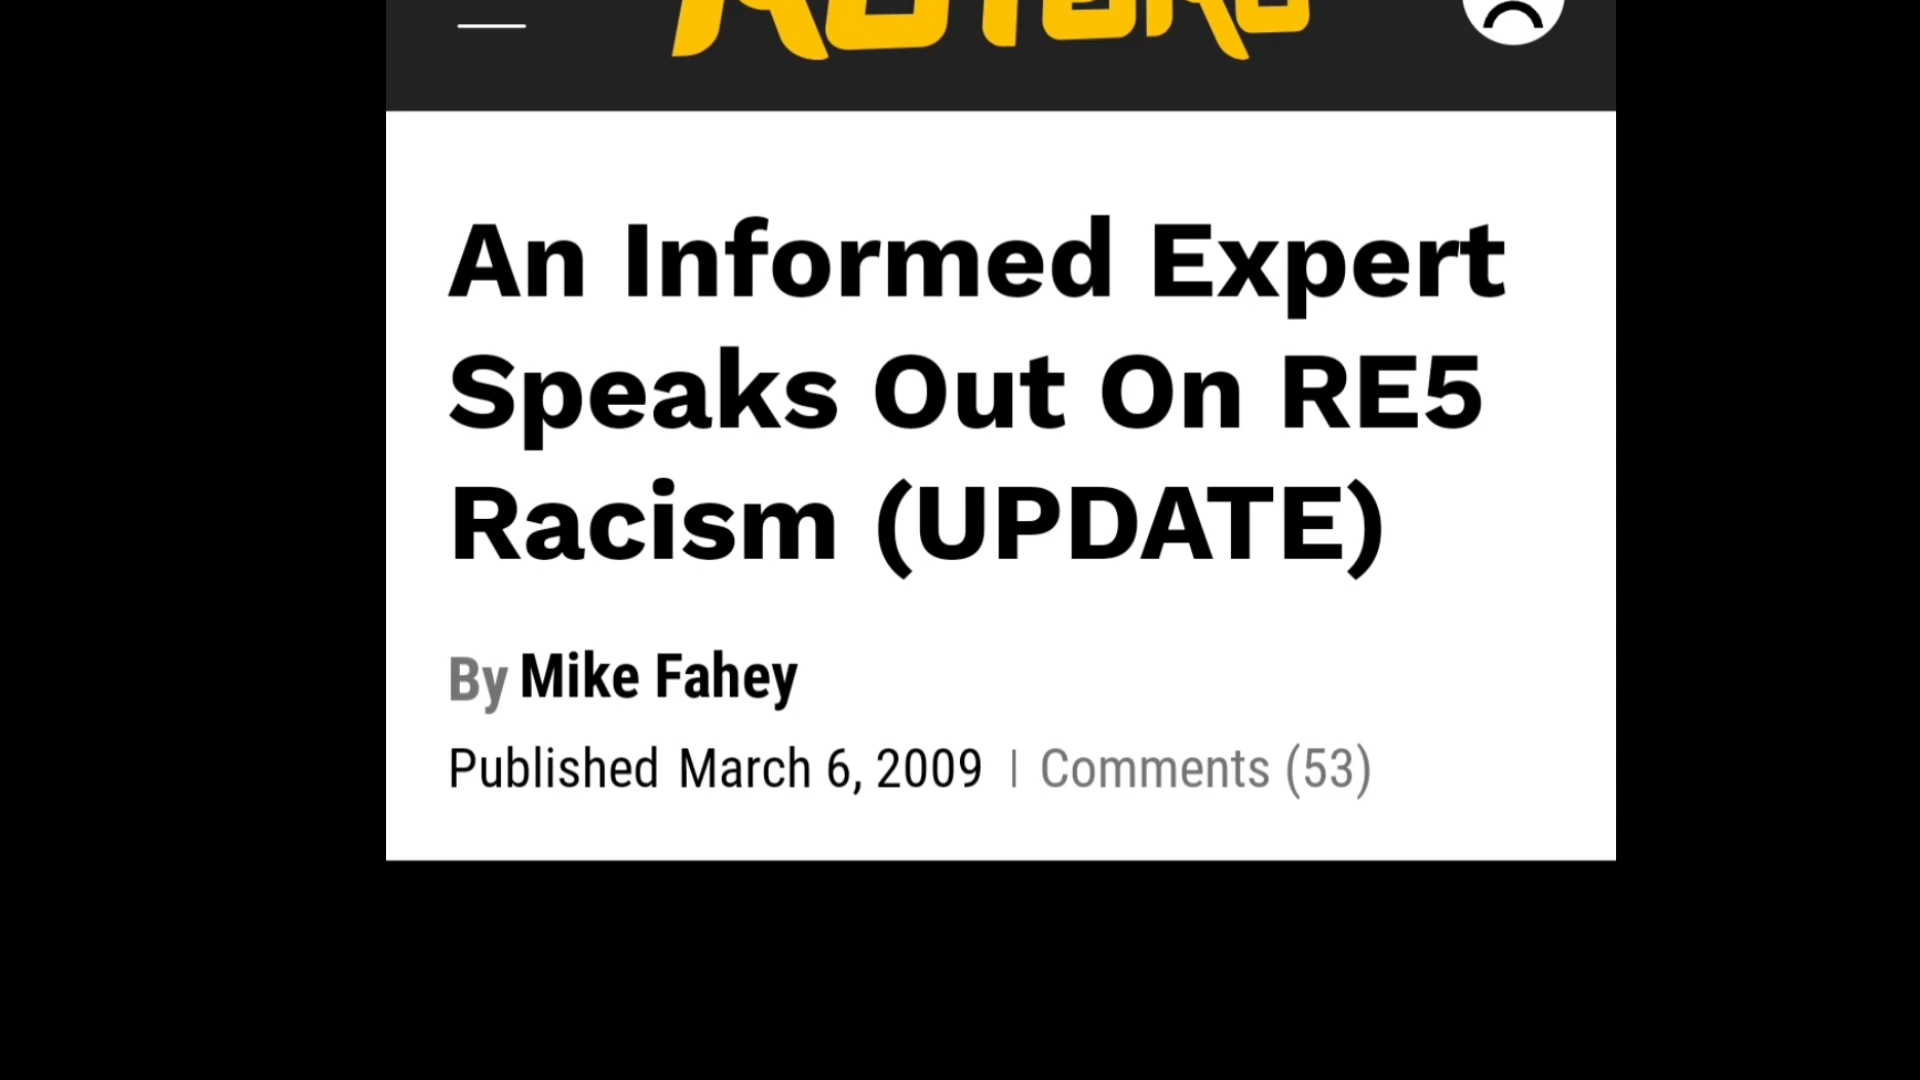 An Informed Expert
Speaks Out On RE5
Racism (UPDATE)
By Mike Fahey
Published March 6, 2009 | Comments (53)